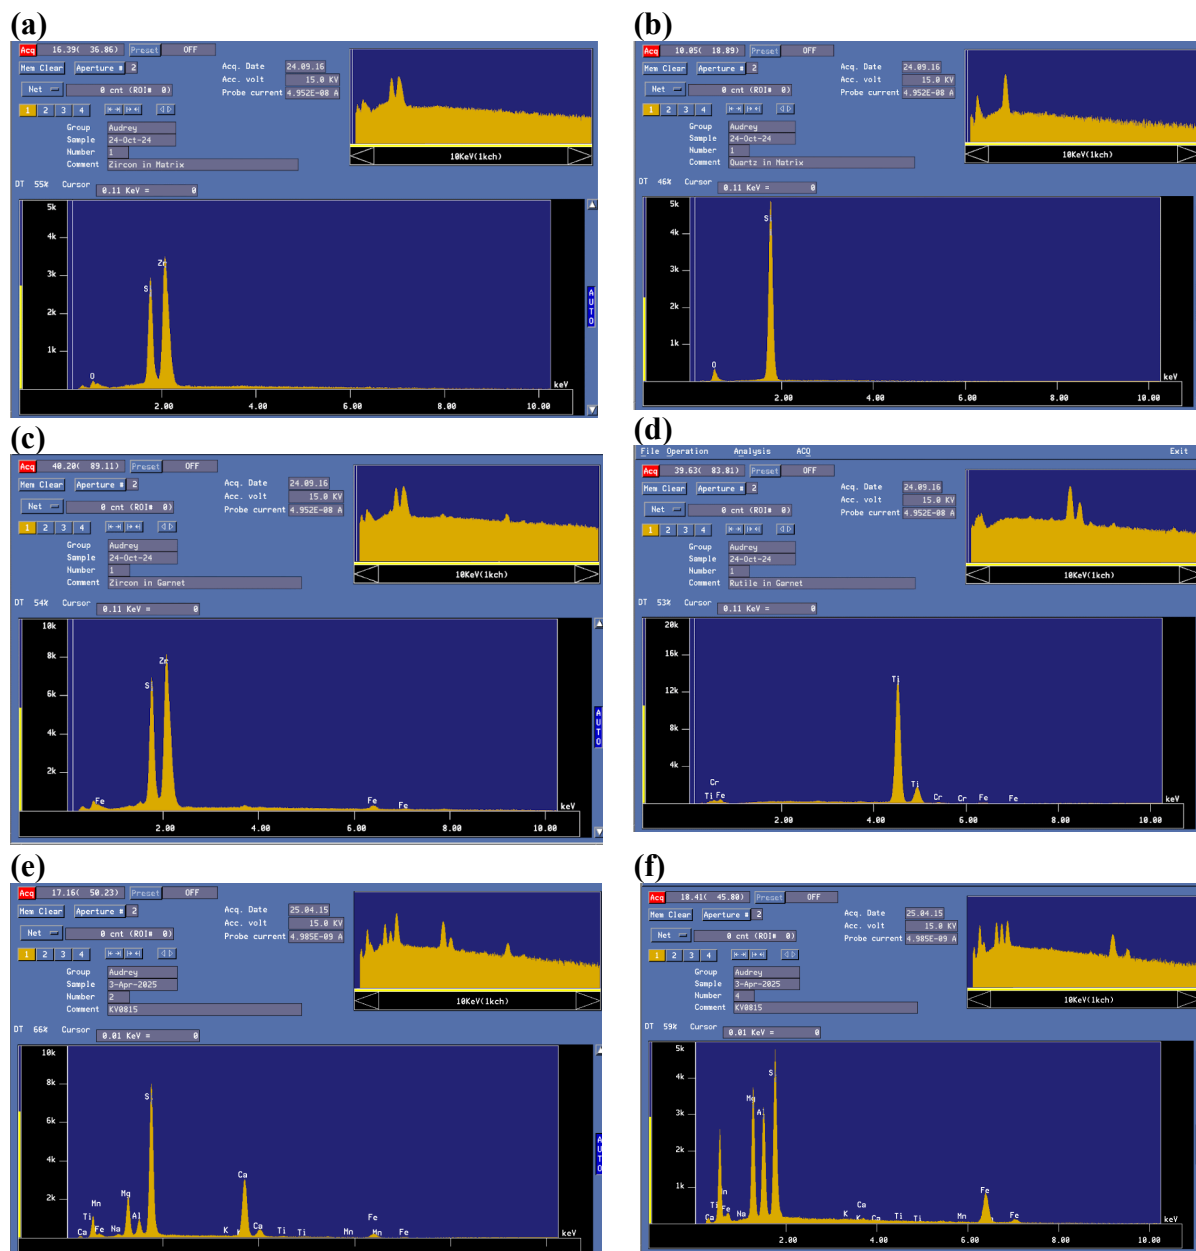 (a)
Acq 16.39( 36.86) Preset OFF
Mem Clear Aperture # 2
Acq. Date 24.09.16
Acc. volt 15.0 KV
Probe current 4.952E-08 A
Net 0 cnt (ROI# 0)
1 2 3 4
Group Audrey
Sample 24-Oct-24
Number 1
Comment Zircon in Matrix
10KeV(1kch)
DT 55% Cursor 0.11 KeV = 0
5k
4k
Zr
3k
S
2k
AUTO
1k
O
keV
2.00 4.00 6.00 8.00 10.00
(b)
Acq 10.05( 18.89) Preset OFF
Mem Clear Aperture # 2
Acq. Date 24.09.16
Acc. volt 15.0 KV
Probe current 4.952E-08 A
Net 0 cnt (ROI# 0)
1 2 3 4
Group Audrey
Sample 24-Oct-24
Number 1
Comment Quartz in Matrix
10KeV(1kch)
DT 46% Cursor 0.11 KeV = 0
5k
S
4k
3k
2k
1k
O
keV
2.00 4.00 6.00 8.00 10.00
(c)
Acq 40.20( 89.11) Preset OFF
Mem Clear Aperture # 2
Acq. Date 24.09.16
Acc. volt 15.0 KV
Probe current 4.952E-08 A
Net 0 cnt (ROI# 0)
1 2 3 4
Group Audrey
Sample 24-Oct-24
Number 1
Comment Zircon in Garnet
10KeV(1kch)
DT 54% Cursor 0.11 KeV = 0
10k
8k
Zr
6k
S
4k
AUTO
2k
Fe Fe Fe
keV
2.00 4.00 6.00 8.00 10.00
(d)
File Operation Analysis ACQ Exit
Acq 39.63( 83.81) Preset OFF
Mem Clear Aperture # 2
Acq. Date 24.09.16
Acc. volt 15.0 KV
Probe current 4.952E-08 A
Net 0 cnt (ROI# 0)
1 2 3 4
Group Audrey
Sample 24-Oct-24
Number 1
Comment Rutile in Garnet
10KeV(1kch)
DT 53% Cursor 0.11 KeV = 0
20k
16k
Ti
12k
8k
4k
Cr Ti
Ti Fe Cr Cr Fe Fe
keV
2.00 4.00 6.00 8.00 10.00
(e)
Acq 17.16( 50.23) Preset OFF
Mem Clear Aperture # 2
Acq. Date 25.04.15
Acc. volt 15.0 KV
Probe current 4.985E-09 A
Net 0 cnt (ROI# 0)
1 2 3 4
Group Audrey
Sample 3-Apr-2025
Number 2
Comment KV0815
10KeV(1kch)
DT 66% Cursor 0.01 KeV = 0
10k
8k
S
6k
AUTO
4k
Ca
Mg
2k
Mn
Ti Al Fe
Ca Fe Na K Ca Ti Ti Mn Mn Fe
(f)
Acq 18.41( 45.80) Preset OFF
Mem Clear Aperture # 2
Acq. Date 25.04.15
Acc. volt 15.0 KV
Probe current 4.985E-09 A
Net 0 cnt (ROI# 0)
1 2 3 4
Group Audrey
Sample 3-Apr-2025
Number 4
Comment KV0815
10KeV(1kch)
DT 59% Cursor 0.01 KeV = 0
5k
S
4k
Mg
3k
A
2k
1k
n Fe
Ti Ca
Ca Fe Na K Ca Ti Ti Mn Fe
keV
2.00 4.00 6.00 8.00 10.00